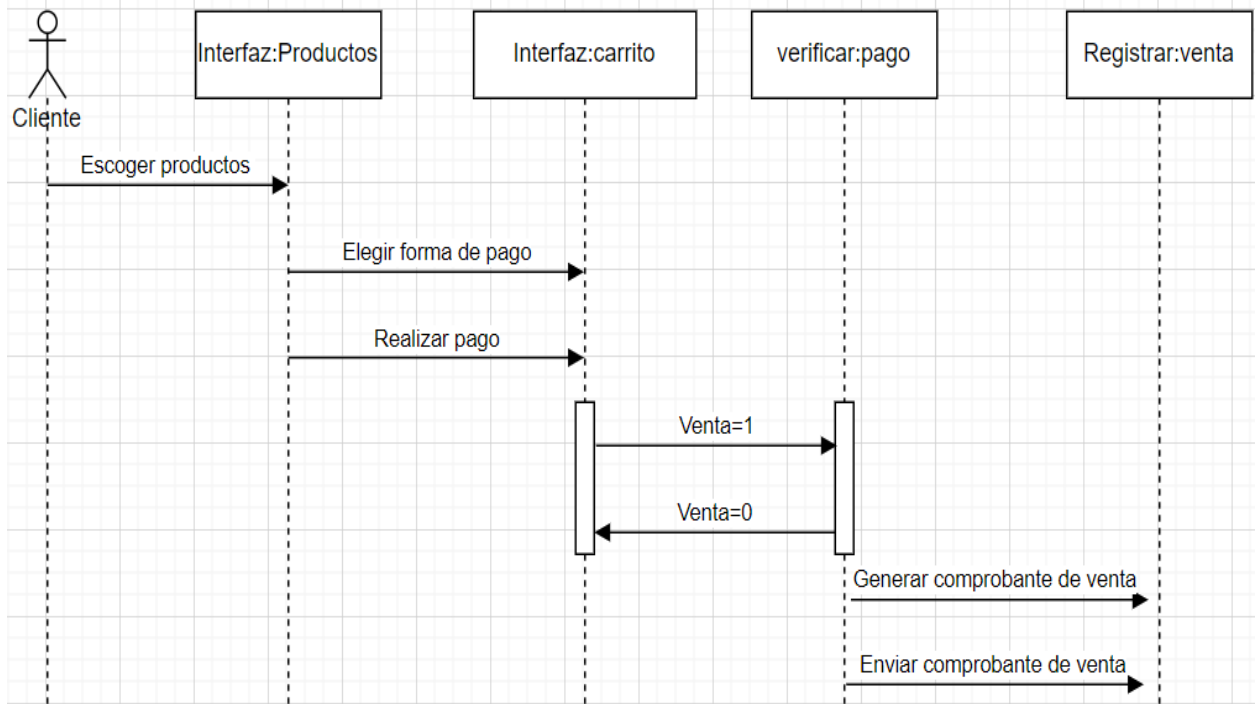 Interfaz:Productos
Interfaz:carrito
verificar:pago
Registrar:venta
Cliente
Escoger productos
Elegir forma de pago
Realizar pago
Venta=1
Venta=0
Generar comprobante de venta
Enviar comprobante de venta